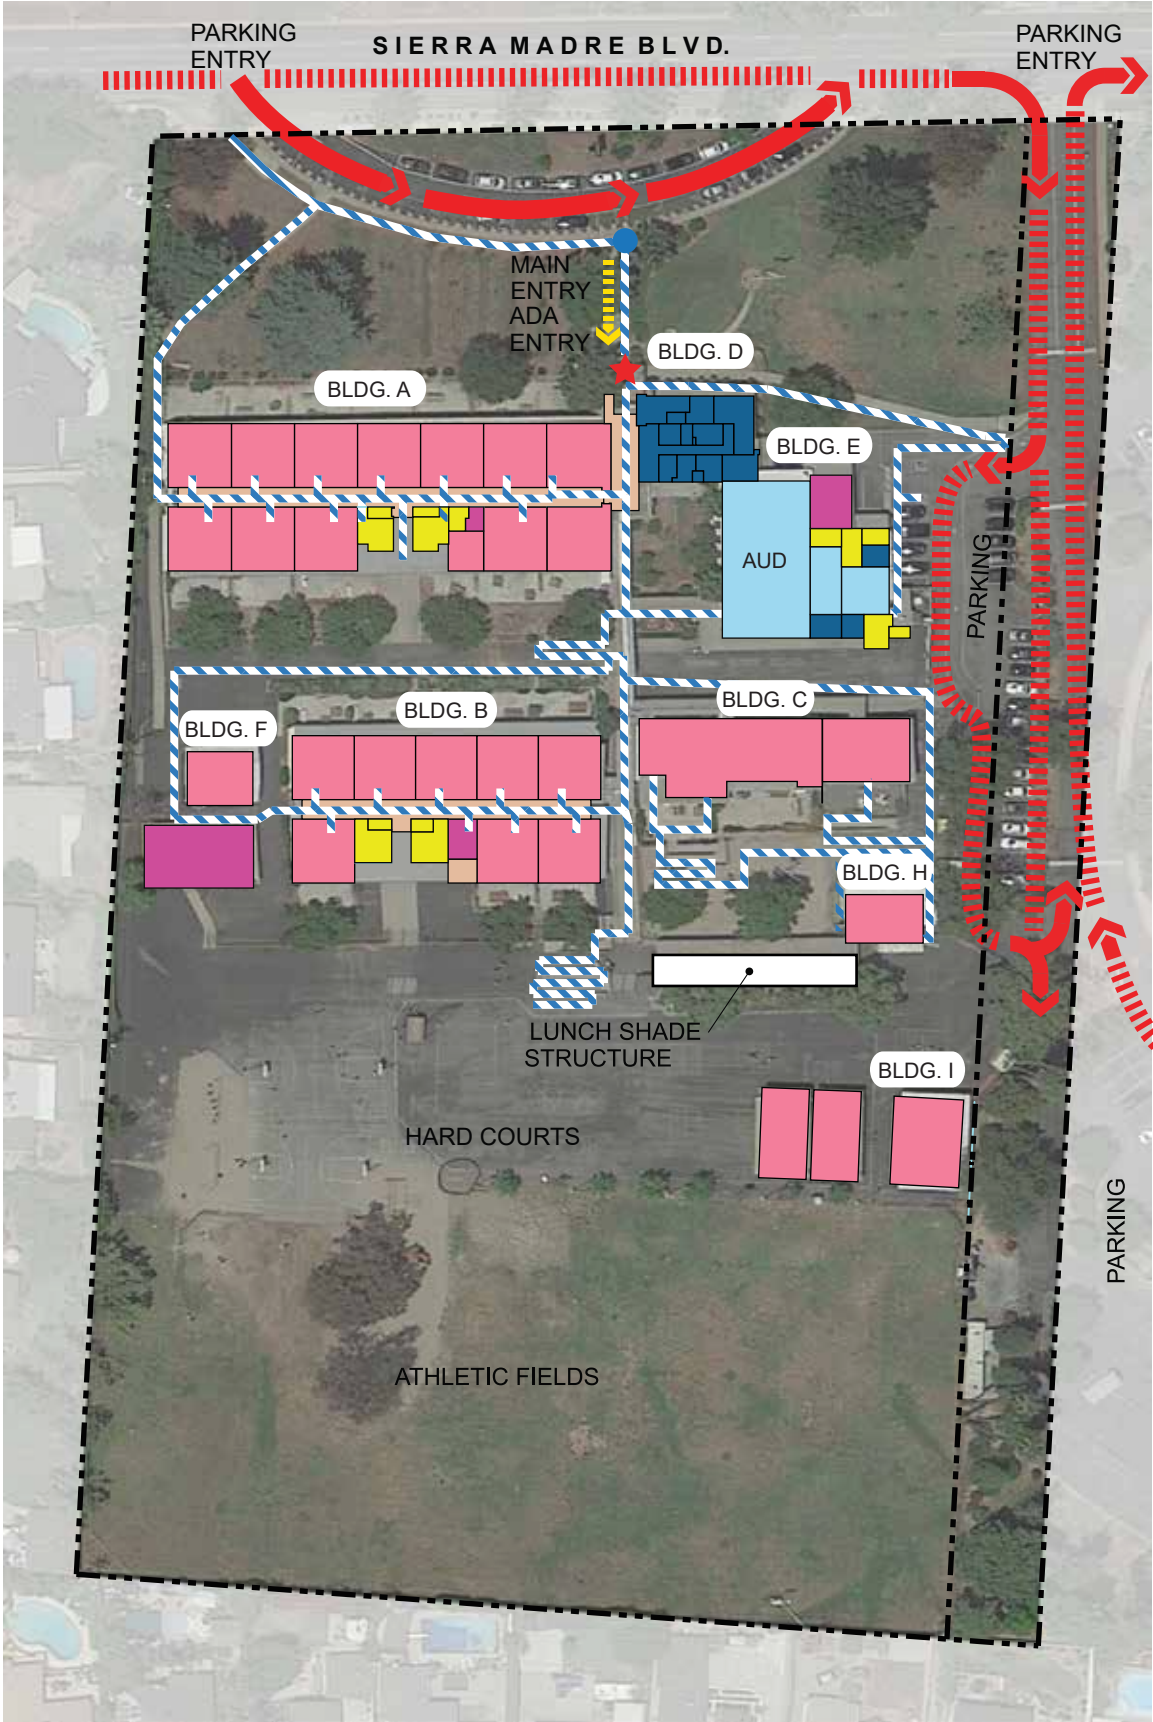 PARKING
ENTRY
SIERRA MADRE BLVD.
PARKING
ENTRY
MAIN
ENTRY
ADA
ENTRY
BLDG. D
BLDG. A
BLDG. E
AUD
PARKING
BLDG. C
BLDG. B
BLDG. F
BLDG. H
LUNCH SHADE
STRUCTURE
BLDG. I
HARD COURTS
PARKING
ATHLETIC FIELDS